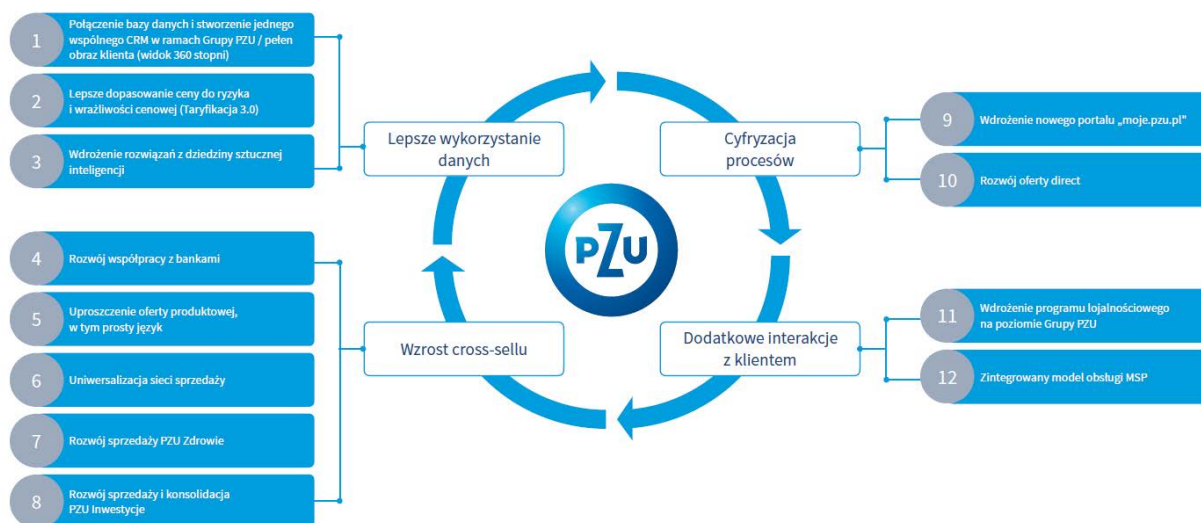 1
Połączenie bazy danych i stworzenie jednego
wspólnego CRM w ramach Grupy PZU / pełen
obraz klienta (widok 360 stopni)
2
Lepsze dopasowanie ceny do ryzyka
i wrażliwości cenowej (Taryfikacja 3.0)
3
Wdrożenie rozwiązań z dziedziny sztucznej
inteligencji
4
Rozwój współpracy z bankami
5
Uproszczenie oferty produktowej,
w tym prosty język
6
Uniwersalizacja sieci sprzedaży
7
Rozwój sprzedaży PZU Zdrowie
8
Rozwój sprzedaży i konsolidacja
PZU Inwestycje
Lepsze wykorzystanie
danych
Cyfryzacja
procesów
PZU
Wzrost cross-sellu
Dodatkowe interakcje
z klientem
9
Wdrożenie nowego portalu „moje.pzu.pl"
10
Rozwój oferty direct
11
Wdrożenie programu lojalnościowego
na poziomie Grupy PZU
12
Zintegrowany model obsługi MSP